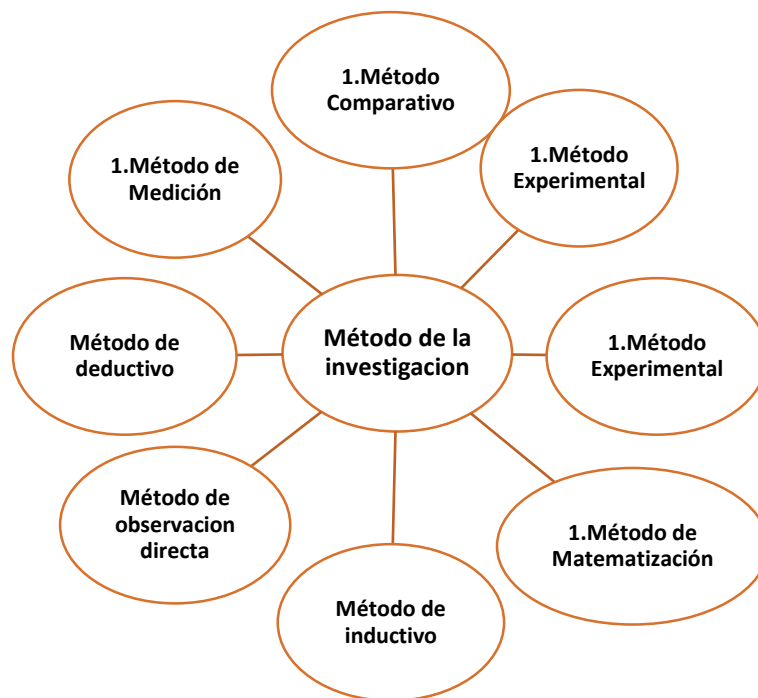 1.Método
Comparativo
1.Método de
Medición
1.Método
Experimental
Método de
deductivo
Método de la
investigacion
1.Método
Experimental
Método de
observacion
directa
1.Método de
Matematización
Método de
inductivo